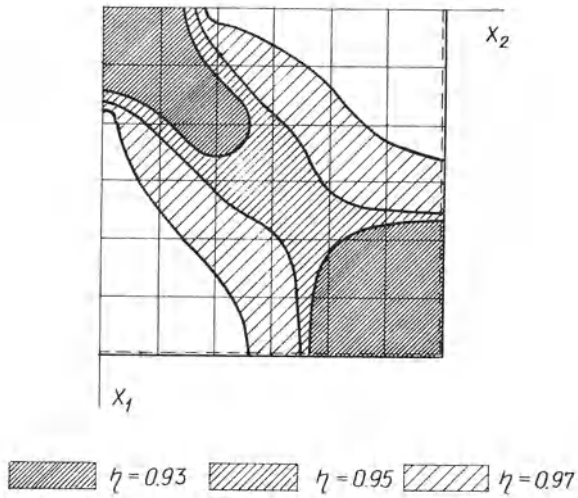 X₂
X₁
η = 0.93 η = 0.95 η = 0.97